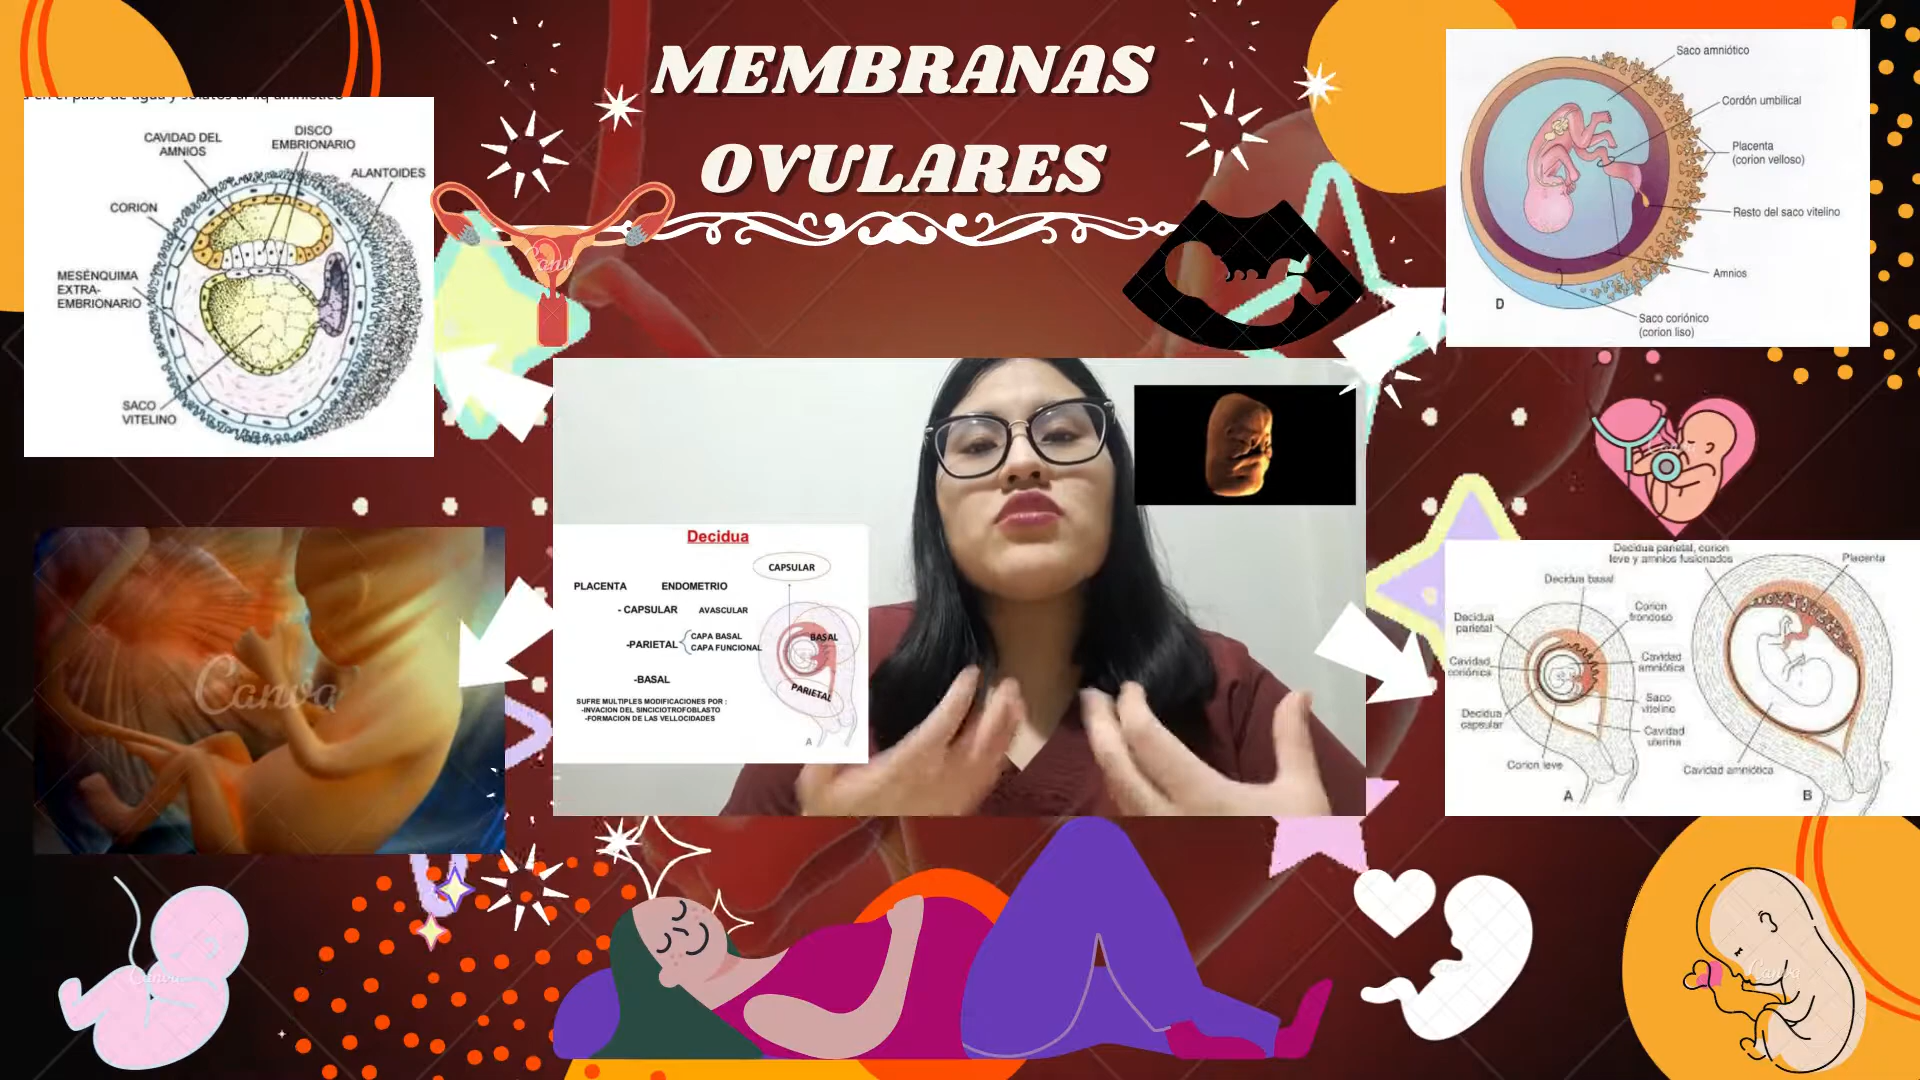 MEMBRANAS
OVULARES
CAVIDAD DEL
AMNIOS
DISCO
EMBRIONARIO
ALANTOIDES
CORION
MESÉNQUIMA
EXTRA-
EMBRIONARIO
SACO
VITELINO
Saco amniótico
Cordón umbilical
Placenta
(corion velloso)
Resto del saco vitelino
Amnios
D
Saco coriónico
(corion liso)
Canva
Decidua
CAPSULAR
PLACENTA ENDOMETRIO
- CAPSULAR AVASCULAR
BASAL
-PARIETAL
CAPA BASAL
CAPA FUNCIONAL
-BASAL
PARIETAL
SUFRE MULTIPLES MODIFICACIONES POR :
-INVACION DEL SINCICIOTROFOBLASTO
-FORMACION DE LAS VELLOCIDADES
A
Decidua parietal, corion
leve y amnios fusionados
Placenta
Decidua basal
Corion
frondoso
Decidua
parietal
Cavidad
amniótica
Cavidad
coriónica
Saco
vitelino
Decidua
capsular
Cavidad
uterina
Corion leve
Cavidad amniótica
A
B
Canva
Canva
Canva